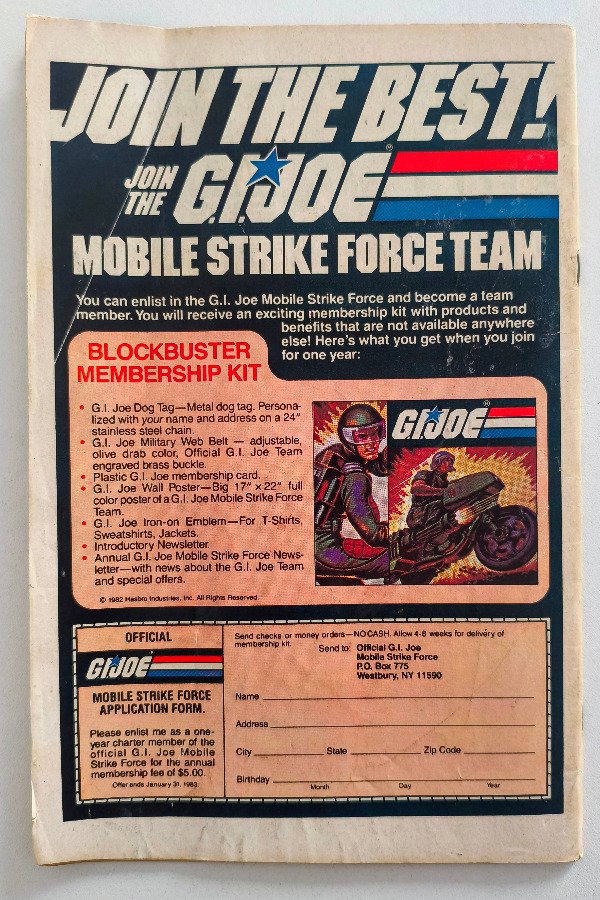 JOIN THE BEST!
JOIN
THE
G.I.JOE
®
MOBILE STRIKE FORCE TEAM
You can enlist in the G.I. Joe Mobile Strike Force and become a team
member. You will receive an exciting membership kit with products and
benefits that are not available anywhere
else! Here's what you get when you join
for one year:
BLOCKBUSTER
MEMBERSHIP KIT
• G.I. Joe Dog Tag—Metal dog tag. Persona-
lized with your name and address on a 24"
stainless steel chain.
• G.I. Joe Military Web Belt — adjustable,
olive drab color, Official G.I. Joe Team
engraved brass buckle.
• Plastic G.I. Joe membership card.
• G.I. Joe Wall Poster—Big 17" x 22" full
color poster of a G.I. Joe Mobile Strike Force
Team.
• G.I. Joe Iron-on Emblem—For T-Shirts,
Sweatshirts, Jackets.
• Introductory Newsletter.
• Annual G.I. Joe Mobile Strike Force News-
letter—with news about the G.I. Joe Team
and special offers.
G.I.JOE
© 1982 Hasbro Industries, Inc. All Rights Reserved.
OFFICIAL
G.I.JOE
MOBILE STRIKE FORCE
APPLICATION FORM.
Please enlist me as a one-
year charter member of the
official G.I. Joe Mobile
Strike Force for the annual
membership fee of $5.00.
Offer ends January 31, 1983.
Send checks or money orders—NO CASH. Allow 4-8 weeks for delivery of
membership kit.
Send to: Official G.I. Joe
Mobile Strike Force
P.O. Box 775
Westbury, NY 11590
Name
Address
City State Zip Code
Birthday
Month Day Year